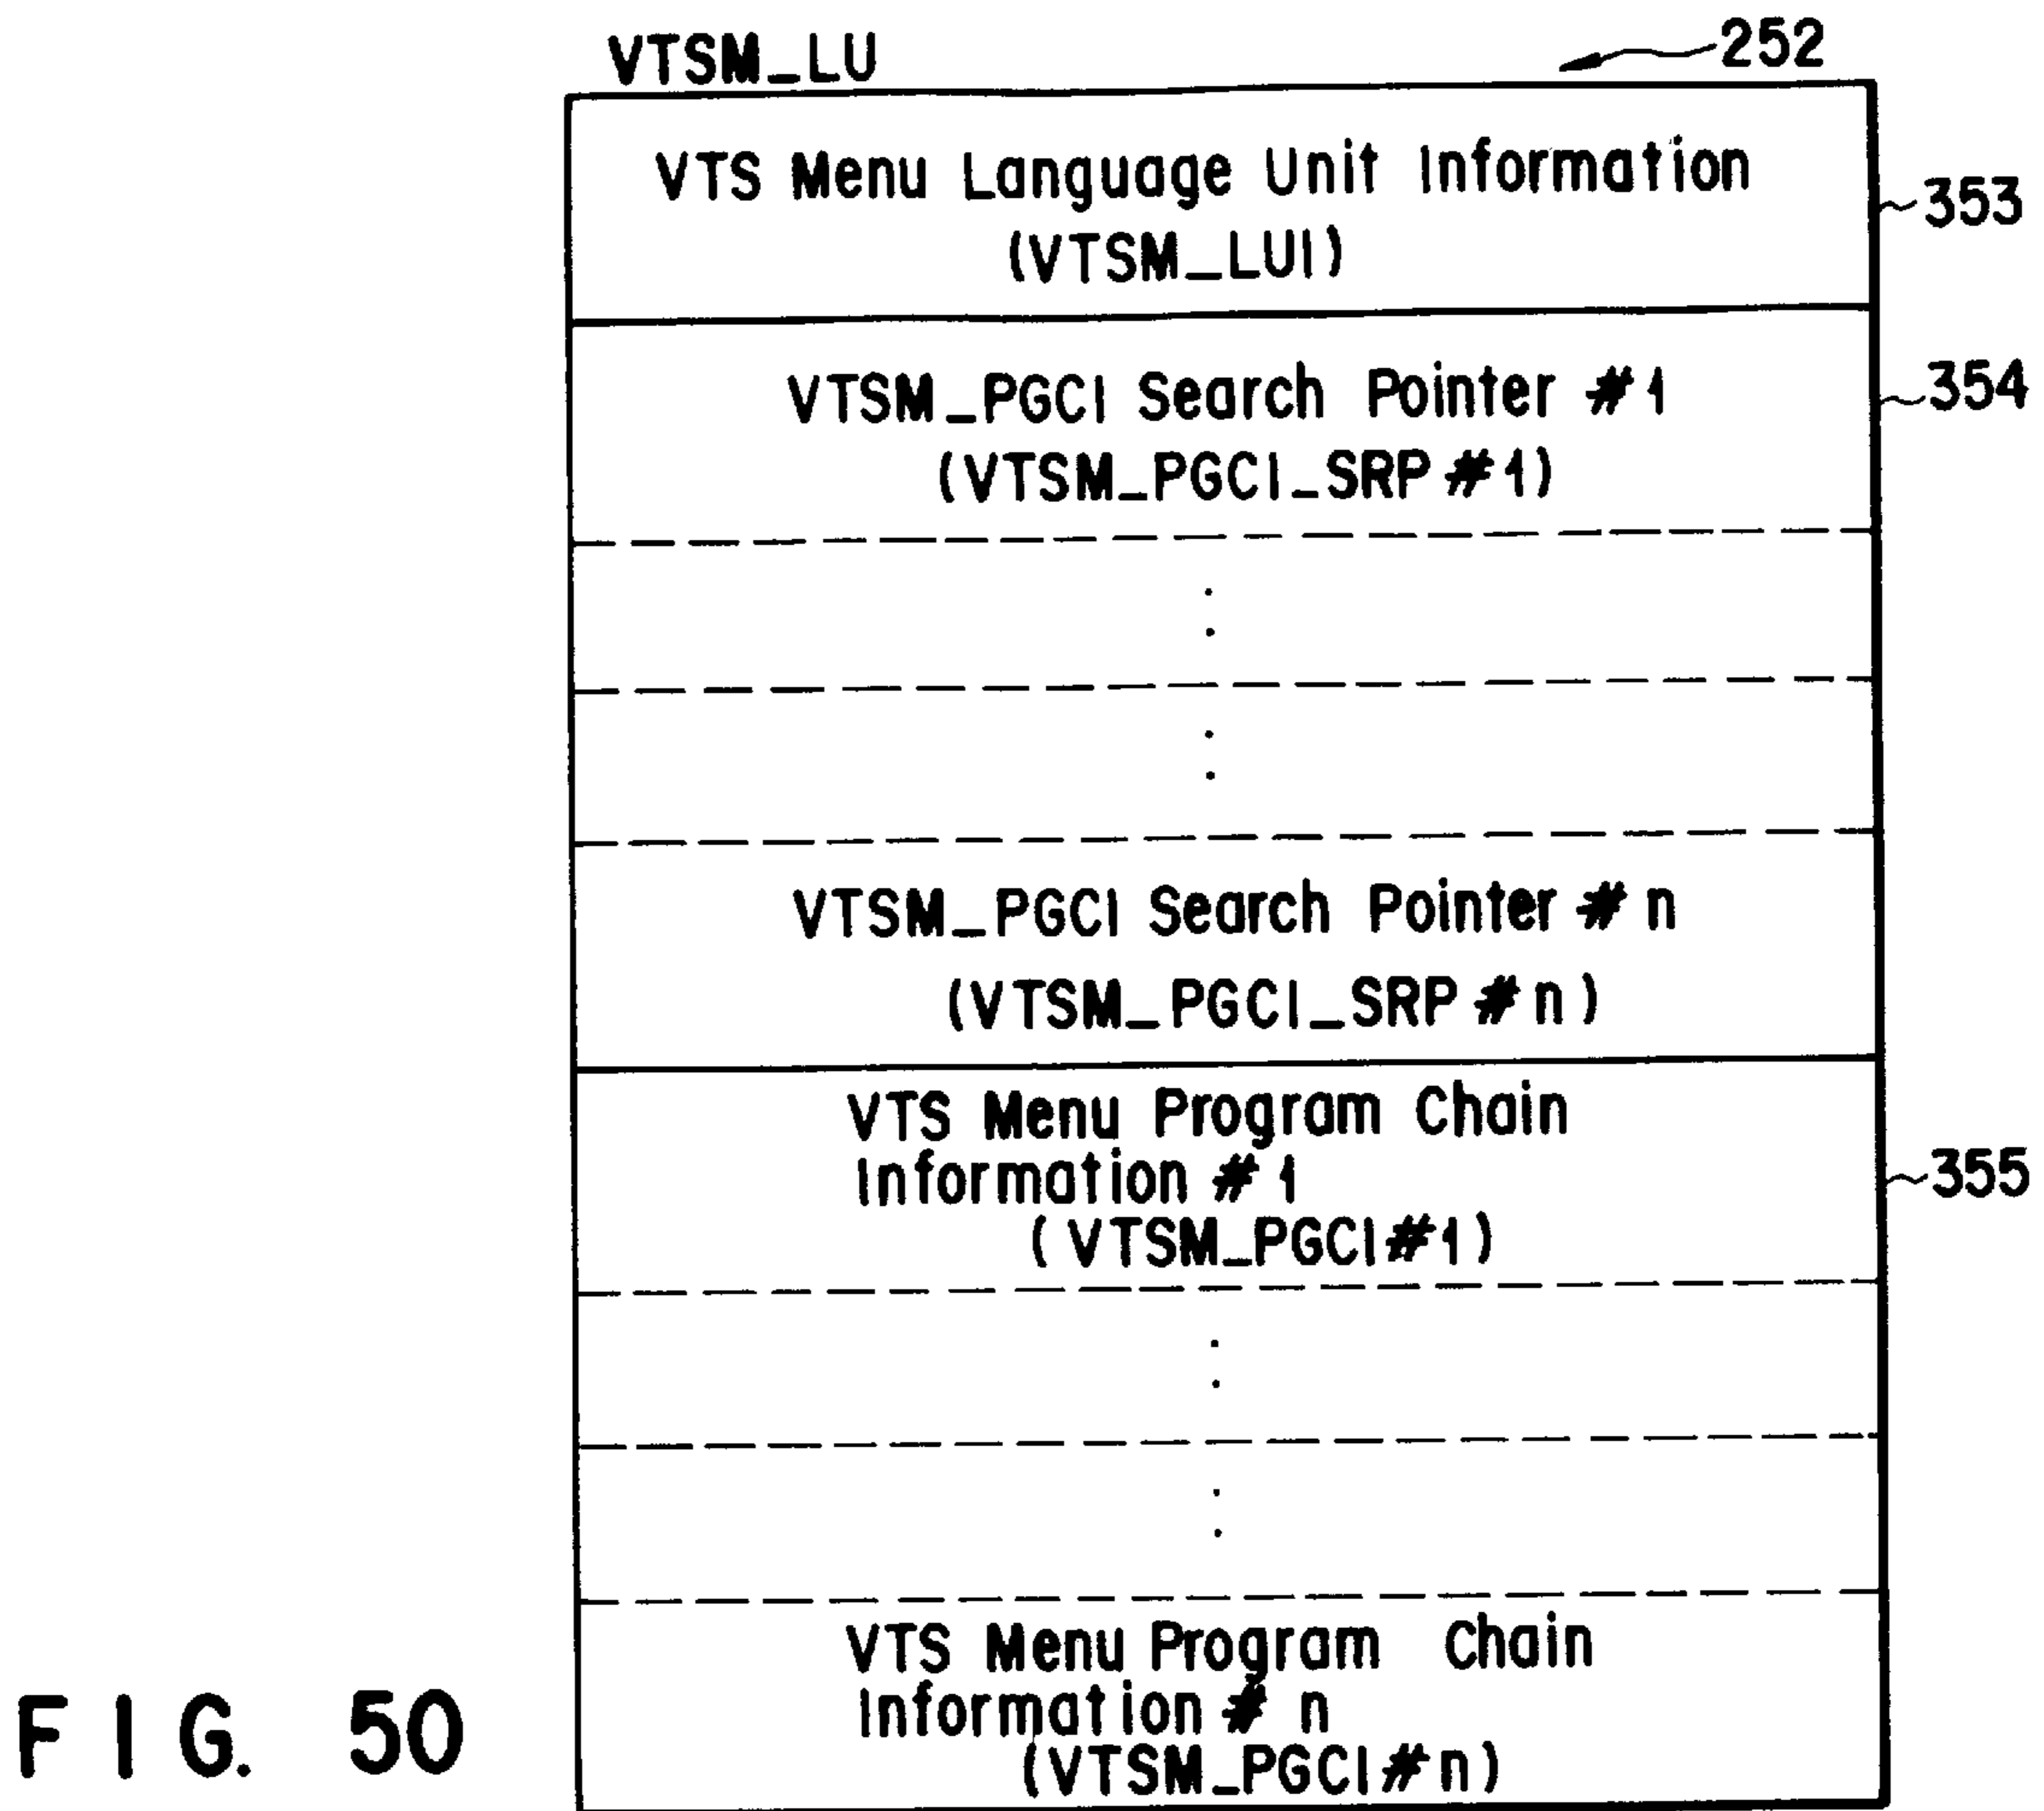 VTSM_LU
252
VTS Menu Language Unit Information
(VTSM_LUI)
353
VTSM_PGCI Search Pointer #1
(VTSM_PGCI_SRP#1)
354
VTSM_PGCI Search Pointer #n
(VTSM_PGCI_SRP#n)
VTS Menu Program Chain
Information #1
(VTSM_PGCI#1)
355
VTS Menu Program Chain
Information # n
(VTSM_PGCI#n)
FIG. 50